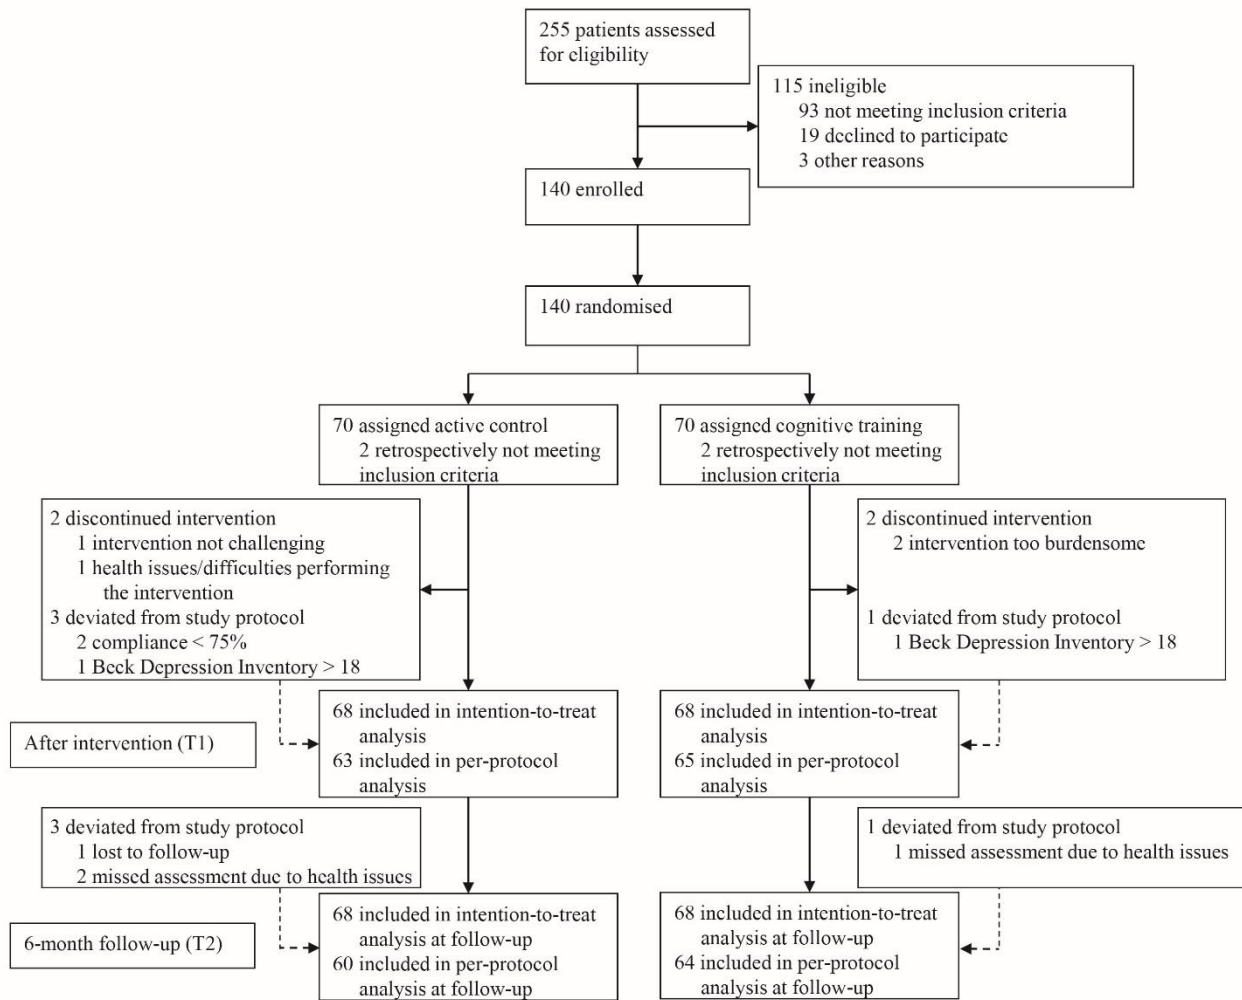 255 patients assessed
for eligibility
115 ineligible
93 not meeting inclusion criteria
19 declined to participate
3 other reasons
140 enrolled
140 randomised
70 assigned active control
2 retrospectively not meeting
inclusion criteria
70 assigned cognitive training
2 retrospectively not meeting
inclusion criteria
2 discontinued intervention
1 intervention not challenging
1 health issues/difficulties performing
the intervention
3 deviated from study protocol
2 compliance < 75%
1 Beck Depression Inventory > 18
2 discontinued intervention
2 intervention too burdensome
1 deviated from study protocol
1 Beck Depression Inventory > 18
After intervention (T1)
68 included in intention-to-treat
analysis
63 included in per-protocol
analysis
68 included in intention-to-treat
analysis
65 included in per-protocol
analysis
3 deviated from study protocol
1 lost to follow-up
2 missed assessment due to health issues
1 deviated from study protocol
1 missed assessment due to health issues
6-month follow-up (T2)
68 included in intention-to-treat
analysis at follow-up
60 included in per-protocol
analysis at follow-up
68 included in intention-to-treat
analysis at follow-up
64 included in per-protocol
analysis at follow-up